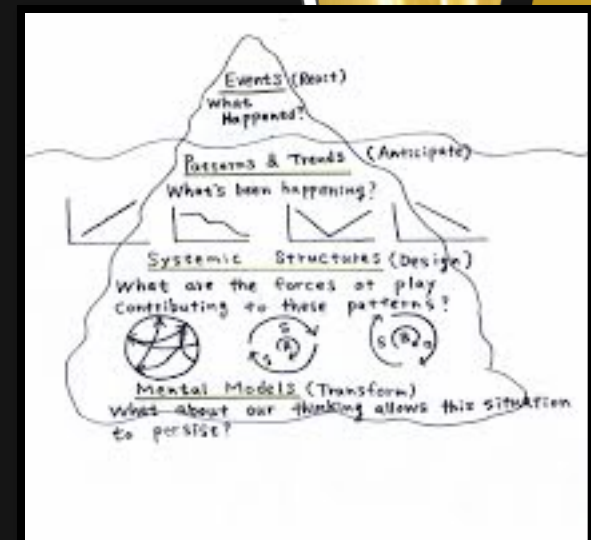 Events (React)
What
Happened?
Patterns & Trends (Anticipate)
What's been happening?
Systemic Structures (Design)
What are the forces at play
contributing to these patterns?
S
S
R
S
B
Mental Models (Transform)
What about our thinking allows this situation
to persist?